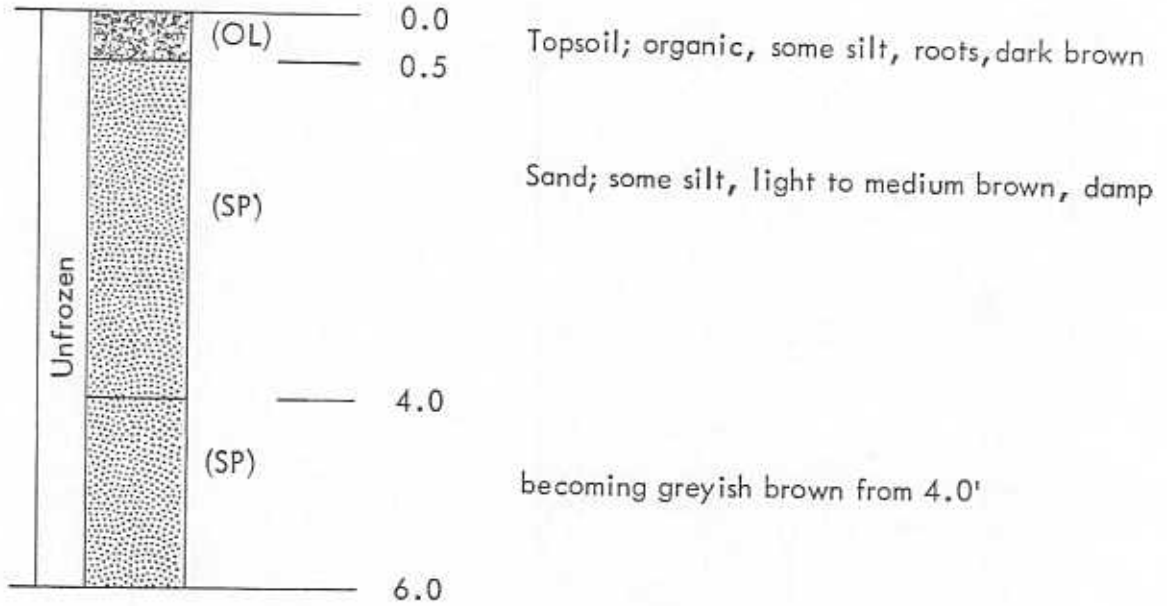 0.0
(OL)
Topsoil; organic, some silt, roots, dark brown
0.5
Sand; some silt, light to medium brown, damp
(SP)
Unfrozen
4.0
(SP)
becoming greyish brown from 4.0'
6.0